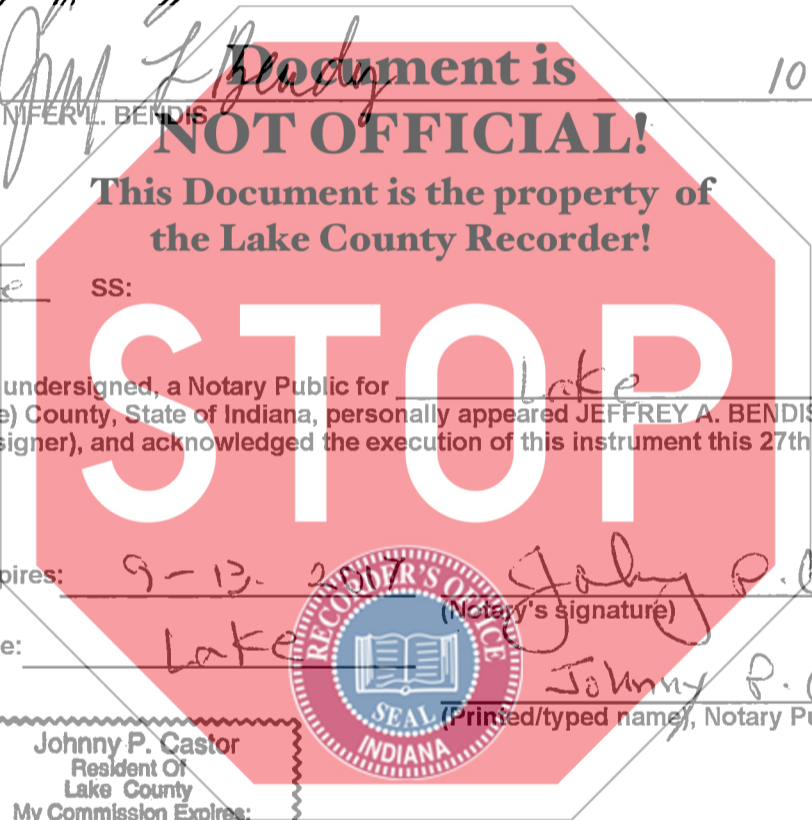 Document is
10
NIFER L. BENDIS
NOT OFFICIAL!
This Document is the property of
the Lake County Recorder!
SS:
STOP
undersigned, a Notary Public for Lake
e) County, State of Indiana, personally appeared JEFFREY A. BENDIS
signer), and acknowledged the execution of this instrument this 27th
pires: 9-13. 2017
(Notary's signature)
e: Lake
Johnny P. C
(Printed/typed name), Notary Pu
RECORDER'S OFFICE
SEAL
INDIANA
Johnny P. Castor
Resident Of
Lake County
My Commission Expires: